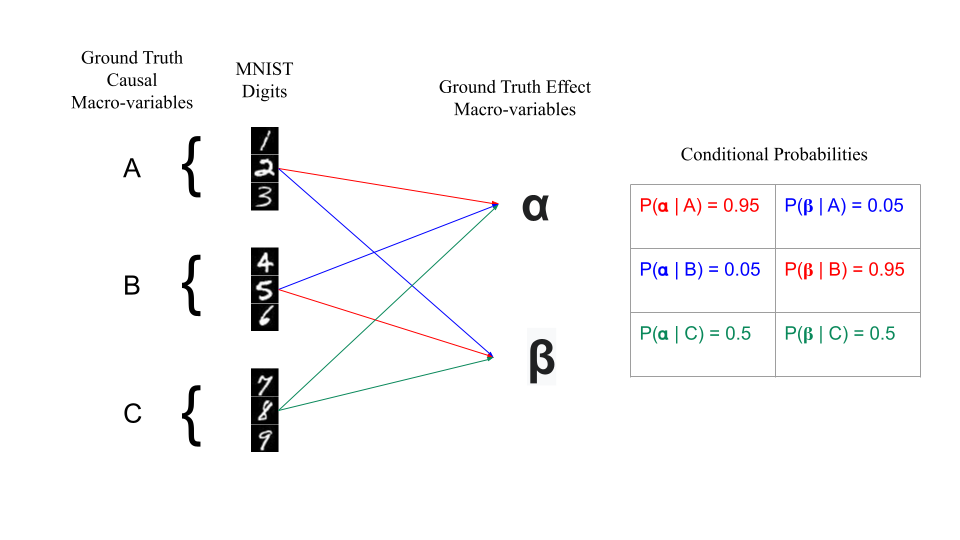 Ground Truth
Causal
Macro-variables
MNIST
Digits
Ground Truth Effect
Macro-variables
Conditional Probabilities
A {
1
2
3
B {
4
5
6
C {
7
8
9
α
β
P(α | A) = 0.95 P(β | A) = 0.05
P(α | B) = 0.05 P(β | B) = 0.95
P(α | C) = 0.5 P(β | C) = 0.5